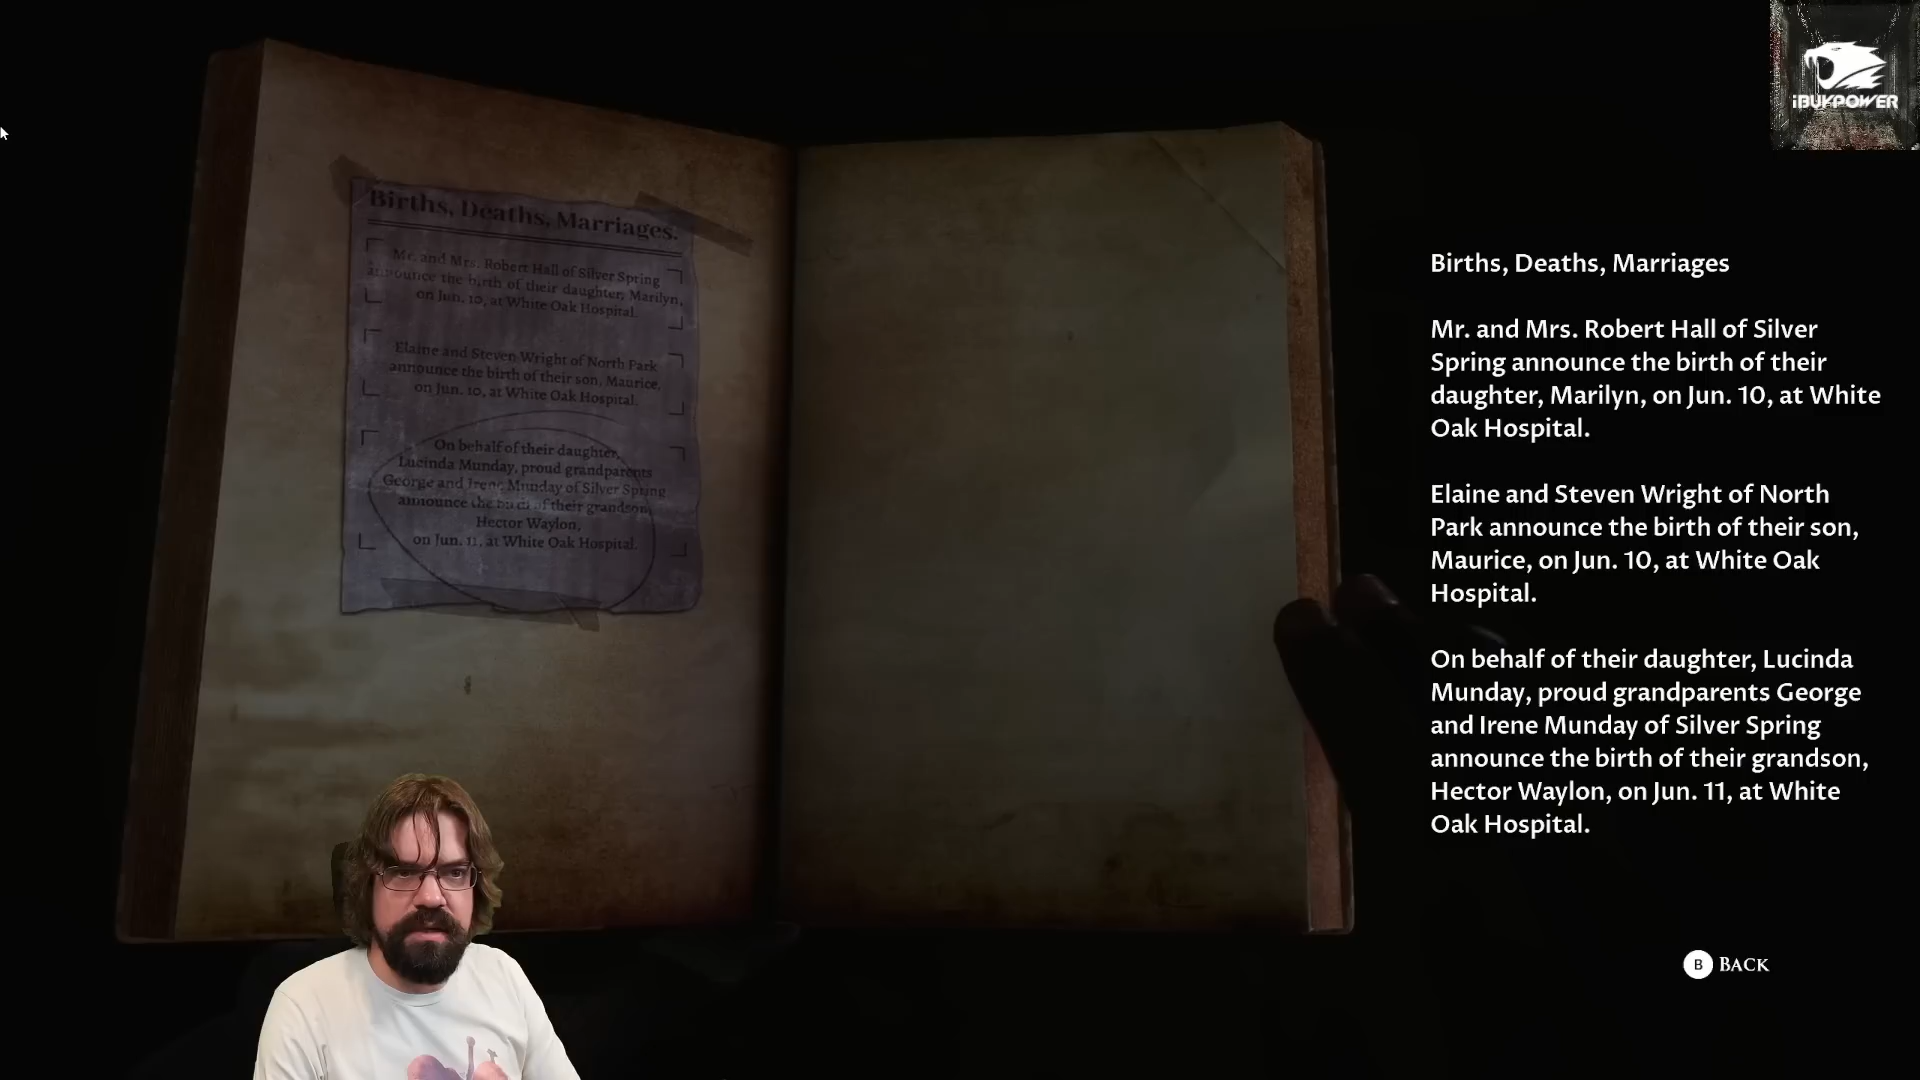 iBUYPOWER
Births, Deaths, Marriages.
Mr. and Mrs. Robert Hall of Silver Spring
announce the birth of their daughter, Marilyn,
on Jun. 10, at White Oak Hospital.
Elaine and Steven Wright of North Park
announce the birth of their son, Maurice,
on Jun. 10, at White Oak Hospital.
On behalf of their daughter,
Lucinda Munday, proud grandparents
George and Irene Munday of Silver Spring
announce the birth of their grandson,
Hector Waylon,
on Jun. 11, at White Oak Hospital.
Births, Deaths, Marriages
Mr. and Mrs. Robert Hall of Silver
Spring announce the birth of their
daughter, Marilyn, on Jun. 10, at White
Oak Hospital.
Elaine and Steven Wright of North
Park announce the birth of their son,
Maurice, on Jun. 10, at White Oak
Hospital.
On behalf of their daughter, Lucinda
Munday, proud grandparents George
and Irene Munday of Silver Spring
announce the birth of their grandson,
Hector Waylon, on Jun. 11, at White
Oak Hospital.
B BACK